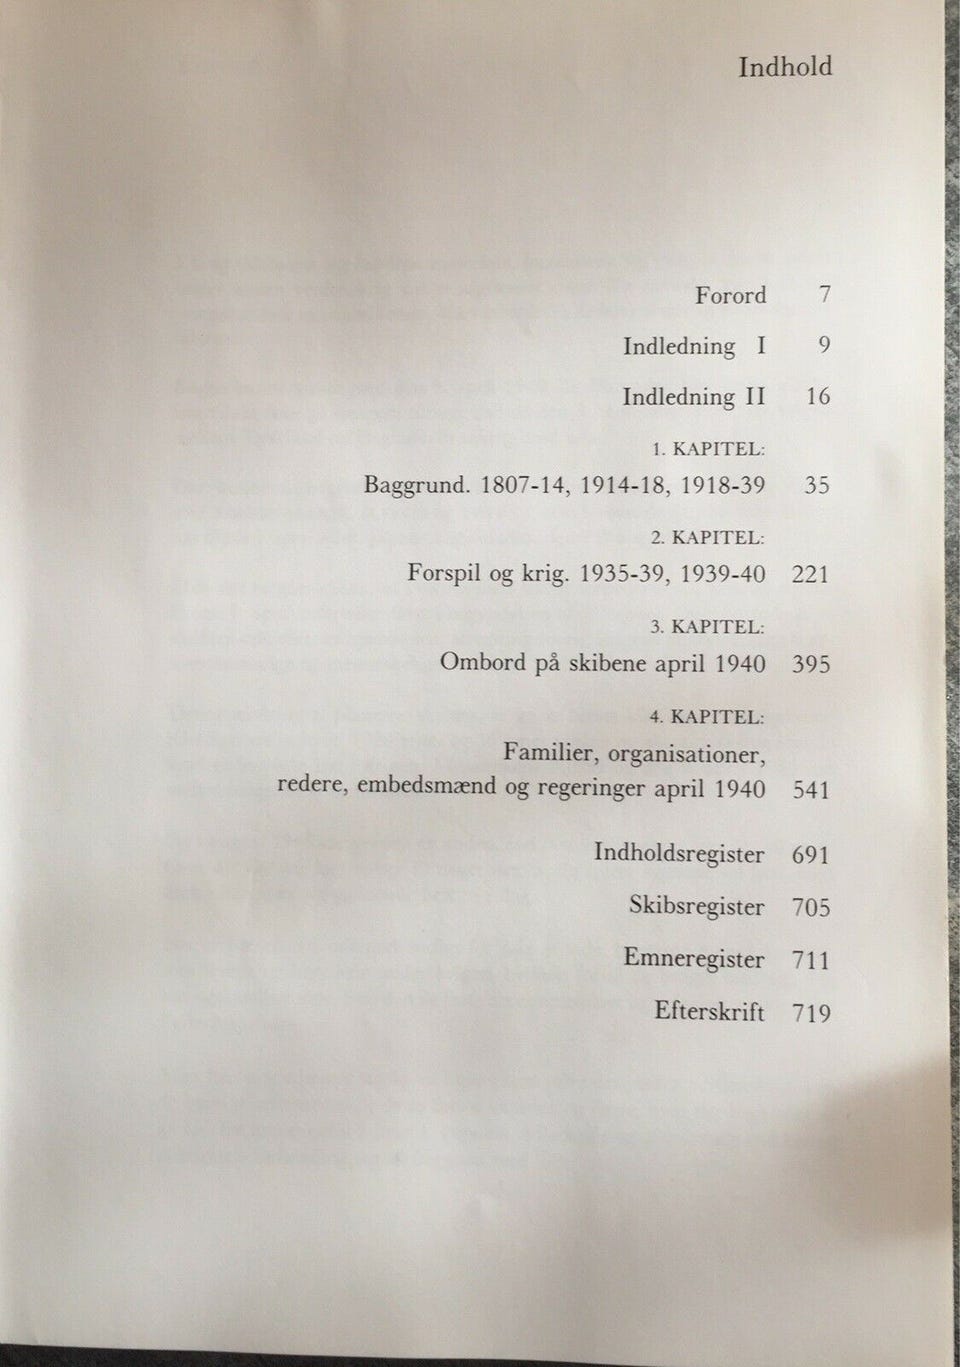 Indhold
Forord 7
Indledning I 9
Indledning II 16
1. KAPITEL:
Baggrund. 1807-14, 1914-18, 1918-39 35
2. KAPITEL:
Forspil og krig. 1935-39, 1939-40 221
3. KAPITEL:
Ombord på skibene april 1940 395
4. KAPITEL:
Familier, organisationer,
redere, embedsmænd og regeringer april 1940 541
Indholdsregister 691
Skibsregister 705
Emneregister 711
Efterskrift 719